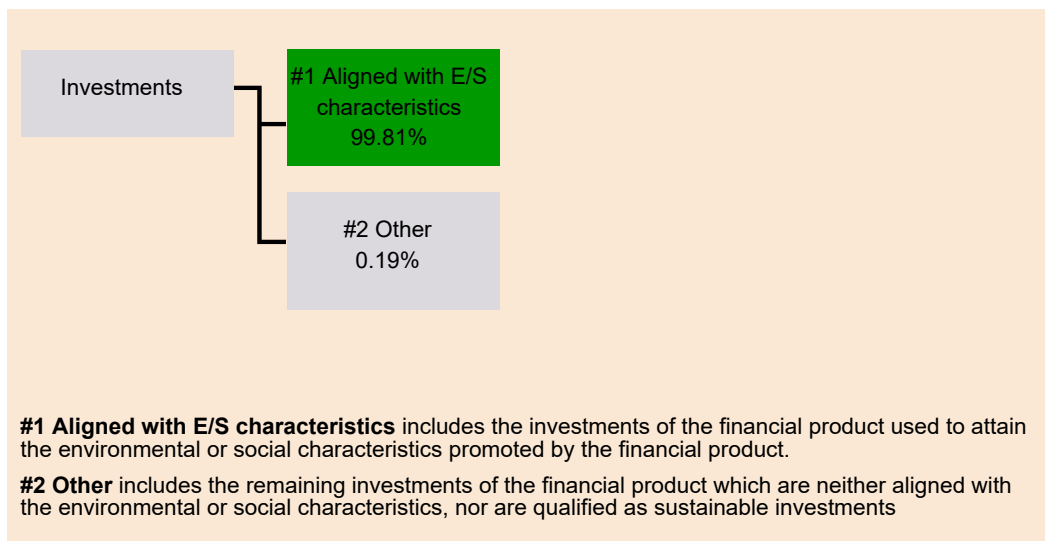 Investments
#1 Aligned with E/S
characteristics
99.81%
#2 Other
0.19%
#1 Aligned with E/S characteristics includes the investments of the financial product used to attain
the environmental or social characteristics promoted by the financial product.
#2 Other includes the remaining investments of the financial product which are neither aligned with
the environmental or social characteristics, nor are qualified as sustainable investments